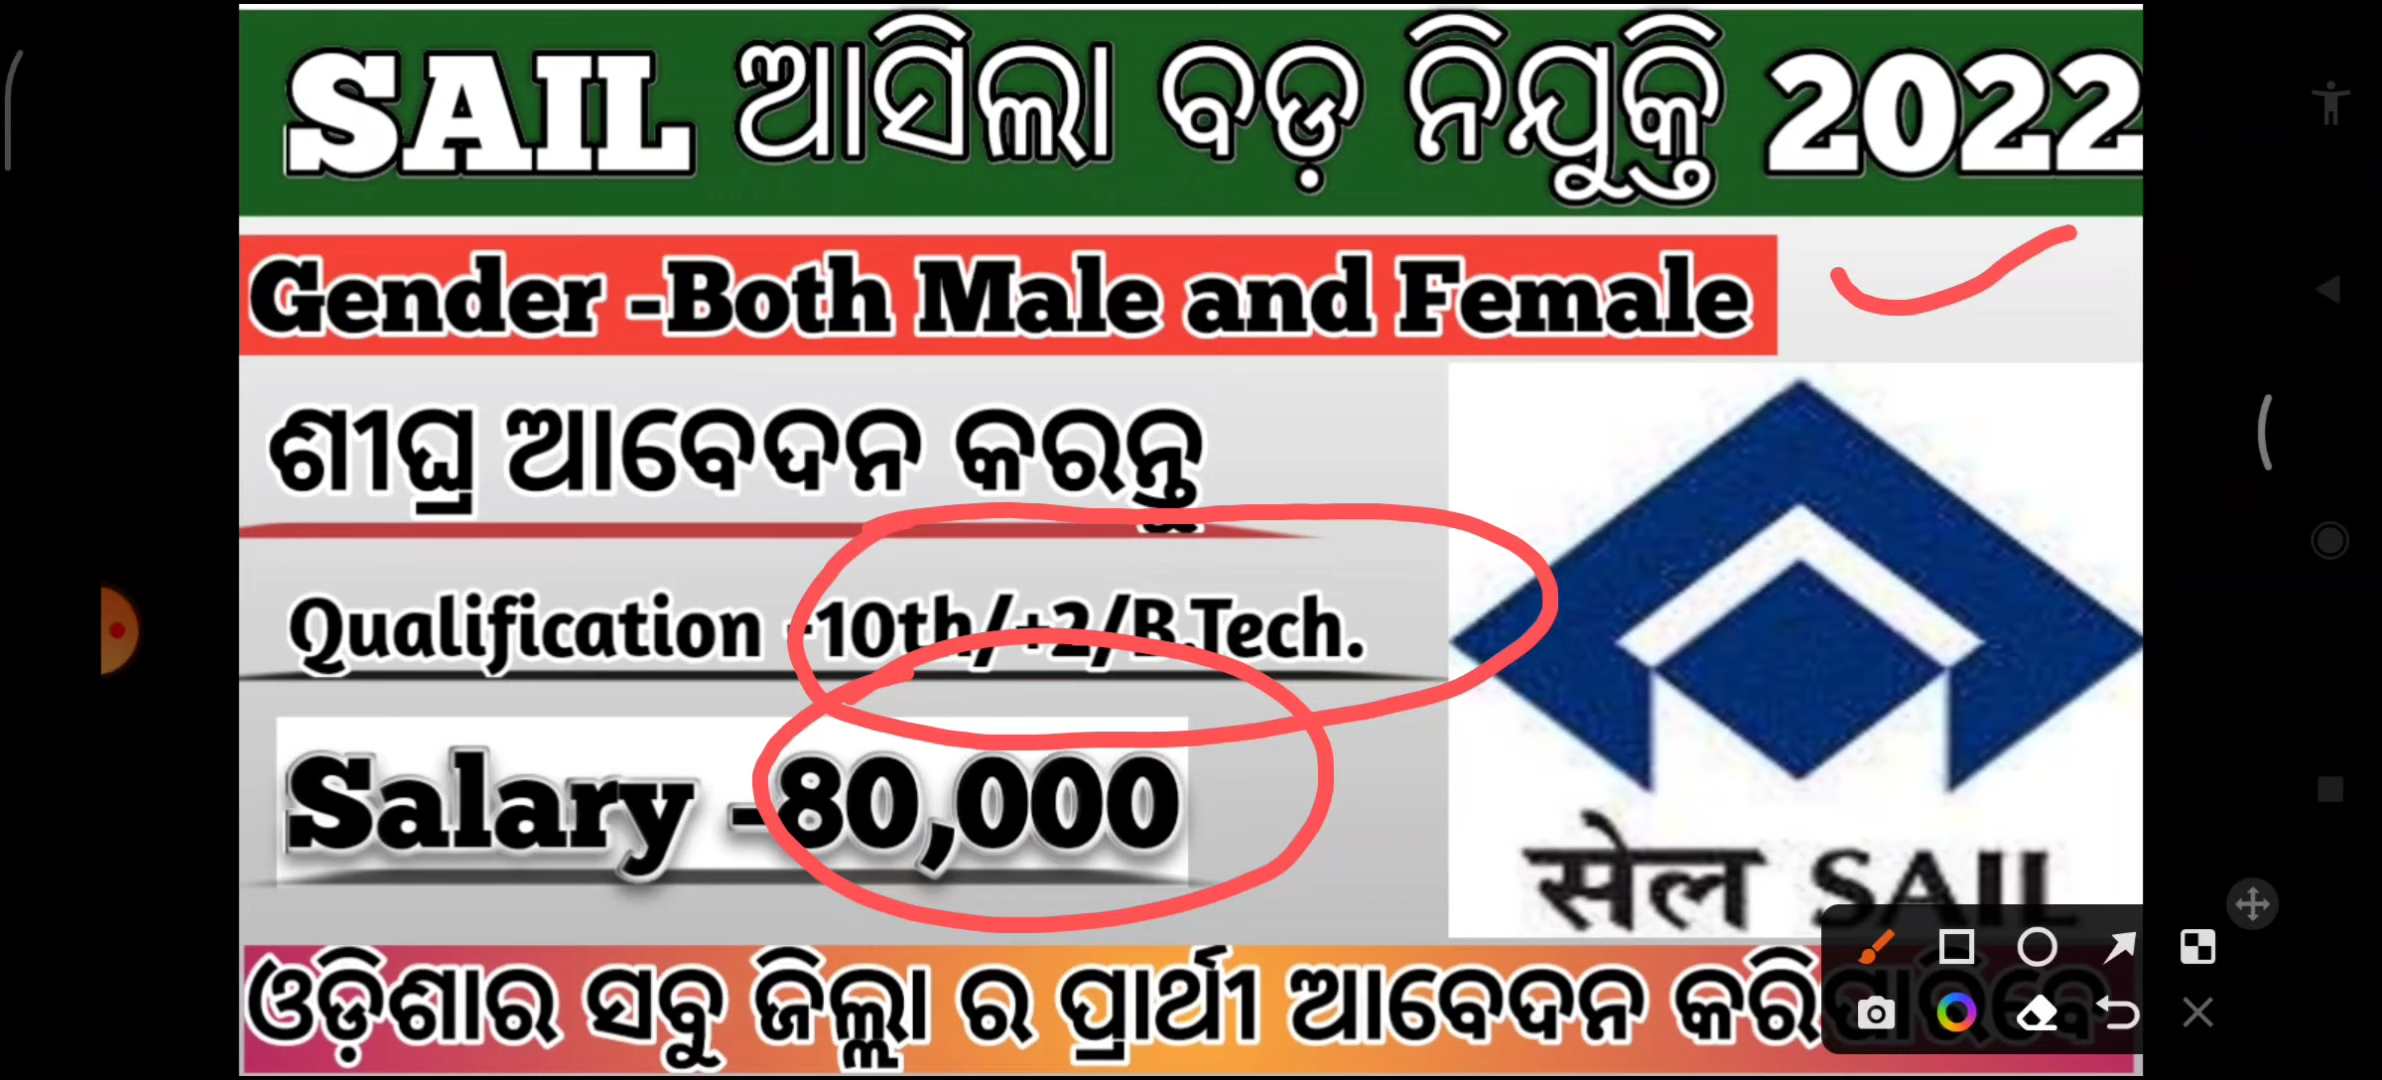 SAIL ଆସିଲା ବଡ଼ ନିଯୁକ୍ତି 2022
Gender -Both Male and Female
ଶୀଘ୍ର ଆବେଦନ କରନ୍ତୁ
Qualification -10th/+2/B.Tech.
Salary -80,000
सेल SAIL
ଓଡ଼ିଶାର ସବୁ ଜିଲ୍ଲା ର ପ୍ରାର୍ଥୀ ଆବେଦନ କରିପାରିବେ